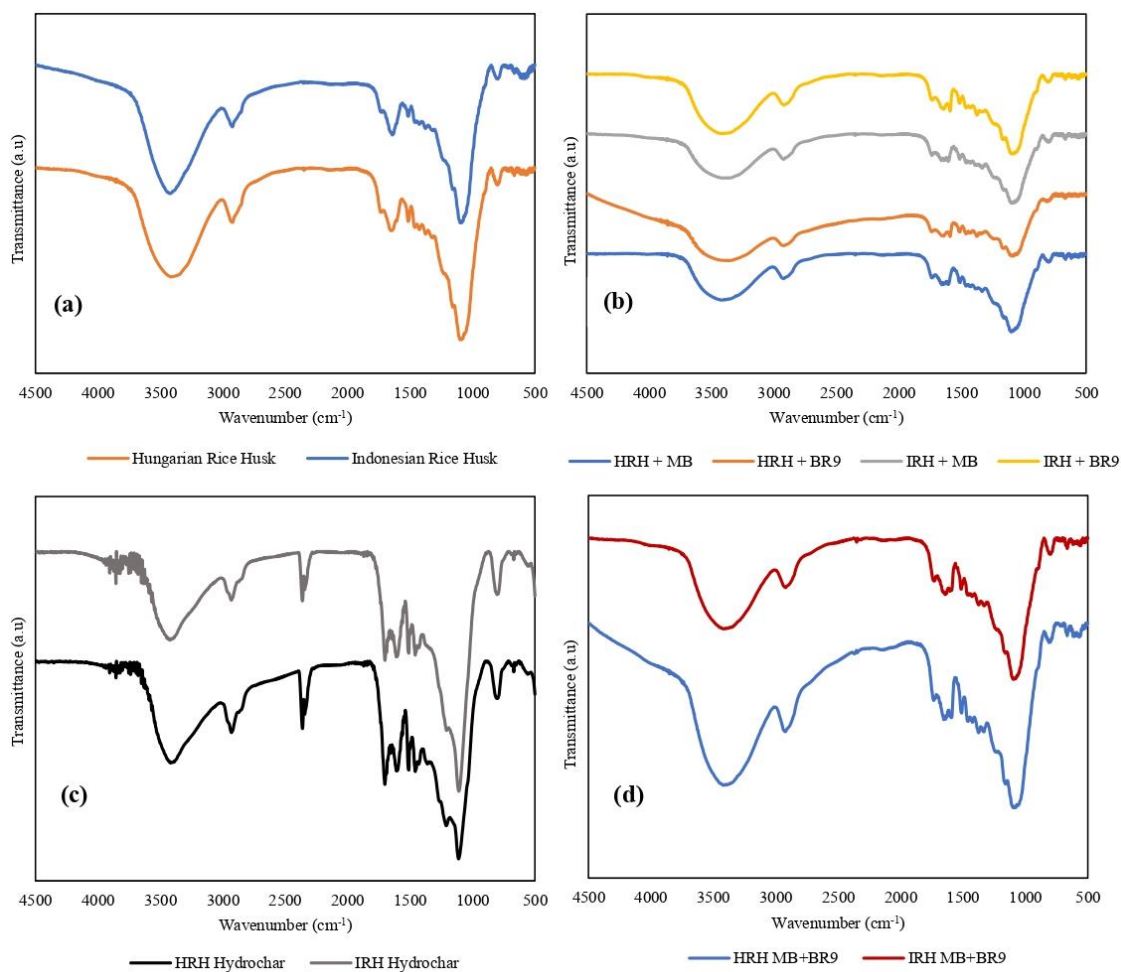 Transmittance (a.u)
(a)
4500 4000 3500 3000 2500 2000 1500 1000 500
Wavenumber (cm-1)
Hungarian Rice Husk Indonesian Rice Husk
Transmittance (a.u)
(b)
4500 4000 3500 3000 2500 2000 1500 1000 500
Wavenumber (cm-1)
HRH + MB HRH + BR9 IRH + MB IRH + BR9
Transmittance (a.u)
(c)
4500 4000 3500 3000 2500 2000 1500 1000 500
Wavenumber (cm-1)
HRH Hydrochar IRH Hydrochar
Transmittance (a.u)
(d)
4500 4000 3500 3000 2500 2000 1500 1000 500
Wavenumber (cm-1)
HRH MB+BR9 IRH MB+BR9